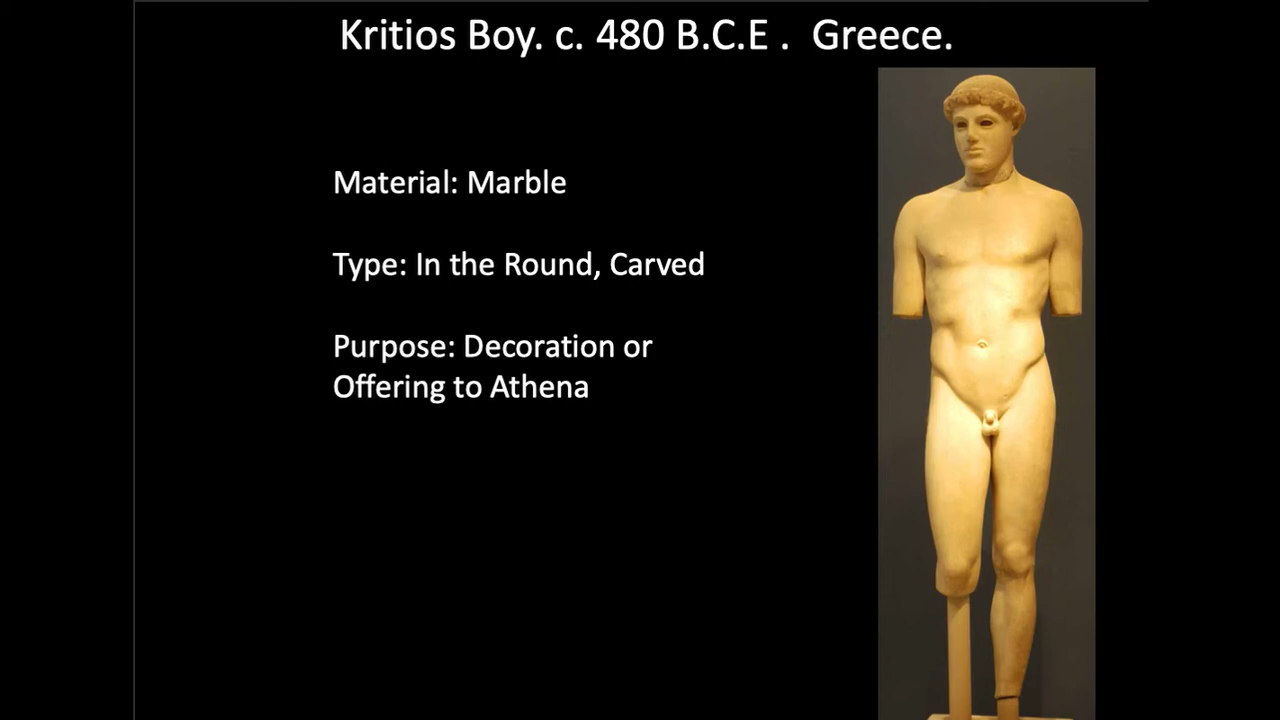 Kritios Boy. c. 480 B.C.E . Greece.
Material: Marble
Type: In the Round, Carved
Purpose: Decoration or
Offering to Athena